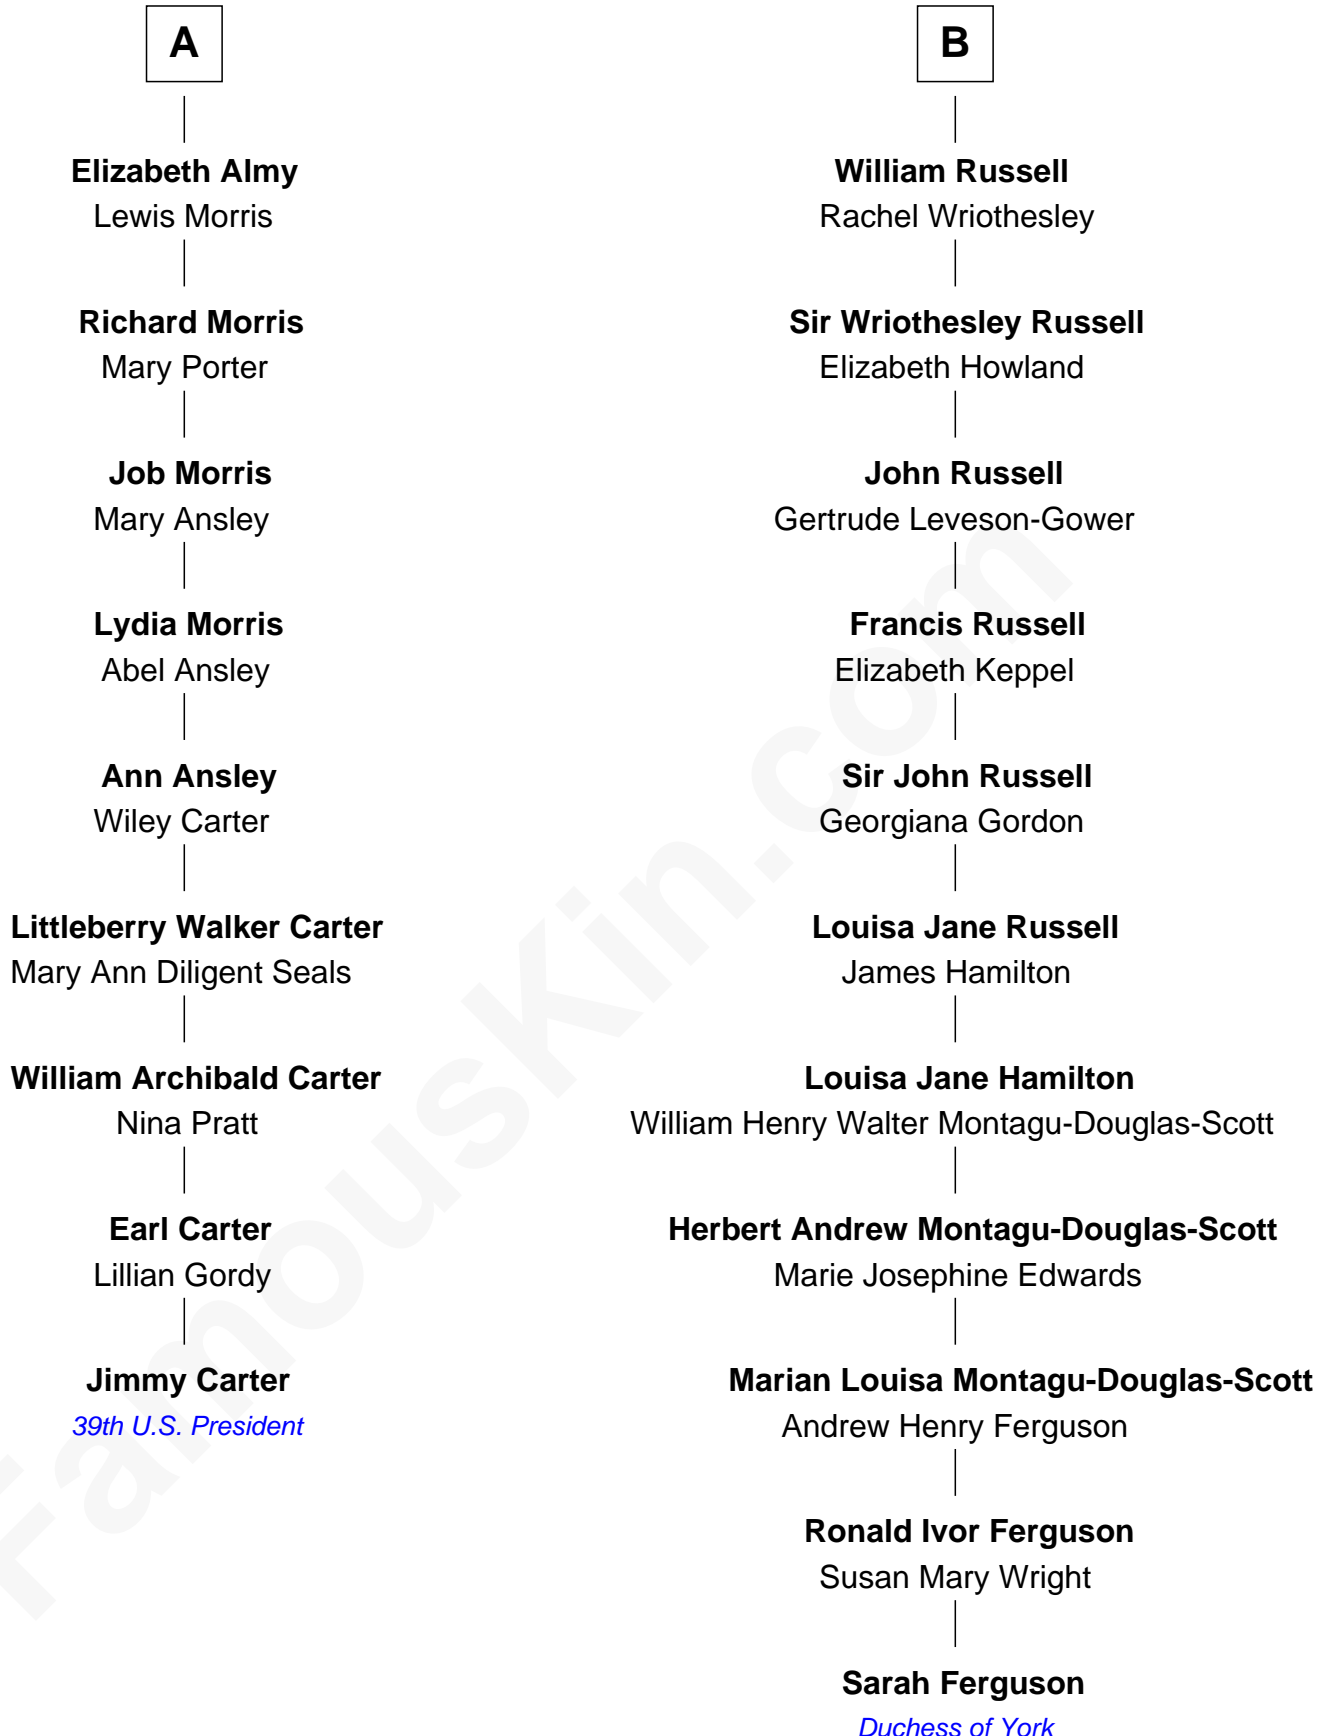 A
Elizabeth Almy
Lewis Morris
Richard Morris
Mary Porter
Job Morris
Mary Ansley
Lydia Morris
Abel Ansley
Ann Ansley
Wiley Carter
Littleberry Walker Carter
Mary Ann Diligent Seals
William Archibald Carter
Nina Pratt
Earl Carter
Lillian Gordy
Jimmy Carter
39th U.S. President
B
William Russell
Rachel Wriothesley
Sir Wriothesley Russell
Elizabeth Howland
John Russell
Gertrude Leveson-Gower
Francis Russell
Elizabeth Keppel
Sir John Russell
Georgiana Gordon
Louisa Jane Russell
James Hamilton
Louisa Jane Hamilton
William Henry Walter Montagu-Douglas-Scott
Herbert Andrew Montagu-Douglas-Scott
Marie Josephine Edwards
Marian Louisa Montagu-Douglas-Scott
Andrew Henry Ferguson
Ronald Ivor Ferguson
Susan Mary Wright
Sarah Ferguson
Duchess of York
FamousKin.com